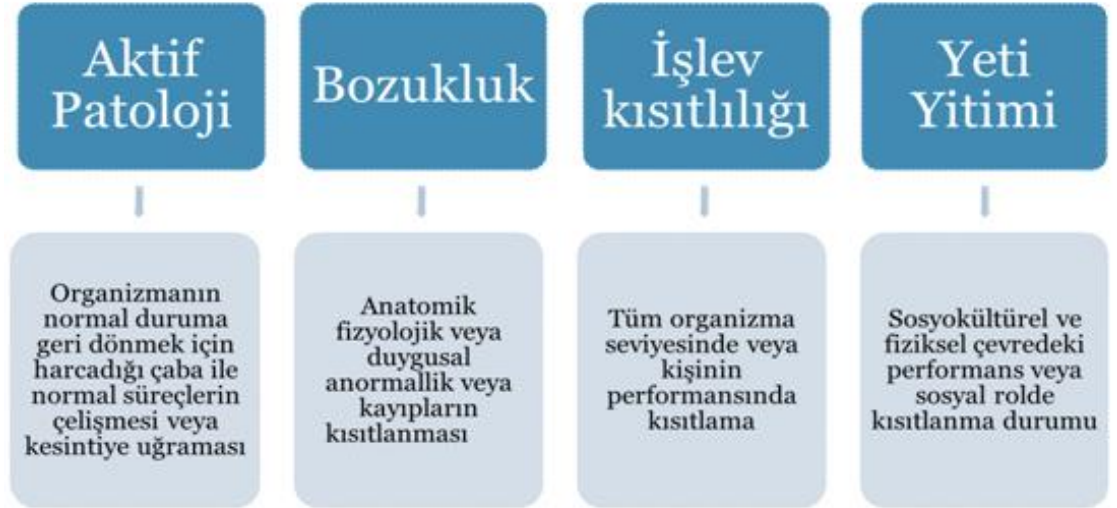 Aktif
Patoloji
Bozukluk
İşlev
kısıtlılığı
Yeti
Yitimi
Organizmanın
normal duruma
geri dönmek için
harcadığı çaba ile
normal süreçlerin
çelişmesi veya
kesintiye uğraması
Anatomik
fizyolojik veya
duygusal
anormallik veya
kayıpların
kısıtlanması
Tüm organizma
seviyesinde veya
kişinin
performansında
kısıtlama
Sosyokültürel ve
fiziksel çevredeki
performans veya
sosyal rolde
kısıtlanma durumu